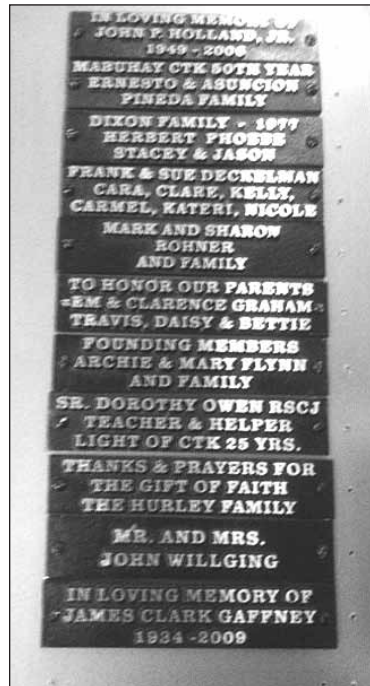 IN LOVING MEMORY OF
JOHN P. HOLLAND, JR.
1949 - 2006
MABUHAY CTK 50TH YEAR
ERNESTO & ASUNCION
PINEDA FAMILY
DIXON FAMILY - 1977
HERBERT PHOEBE
STACEY & JASON
FRANK & SUE DECKELMAN
CARA, CLARE, KELLY,
CARMEL, KATERI, NICOLE
MARK AND SHARON
ROHNER
AND FAMILY
TO HONOR OUR PARENTS
EM & CLARENCE GRAHAM
TRAVIS, DAISY & BETTIE
FOUNDING MEMBERS
ARCHIE & MARY FLYNN
AND FAMILY
SR. DOROTHY OWEN RSCJ
TEACHER & HELPER
LIGHT OF CTK 25 YRS.
THANKS & PRAYERS FOR
THE GIFT OF FAITH
THE HURLEY FAMILY
MR. AND MRS.
JOHN WILLGING
IN LOVING MEMORY OF
JAMES CLARK GAFFNEY
1934 -2009